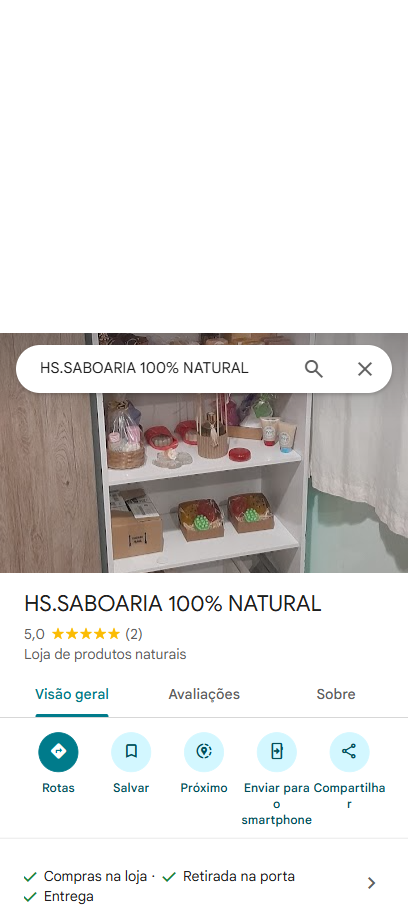 HS.SABOARIA 100% NATURAL
HS.SABOARIA 100% NATURAL
5,0 (2)
Loja de produtos naturais
Visão geral Avaliações Sobre
Rotas Salvar Próximo Enviar para o smartphone Compartilhar
Compras na loja · Retirada na porta
Entrega